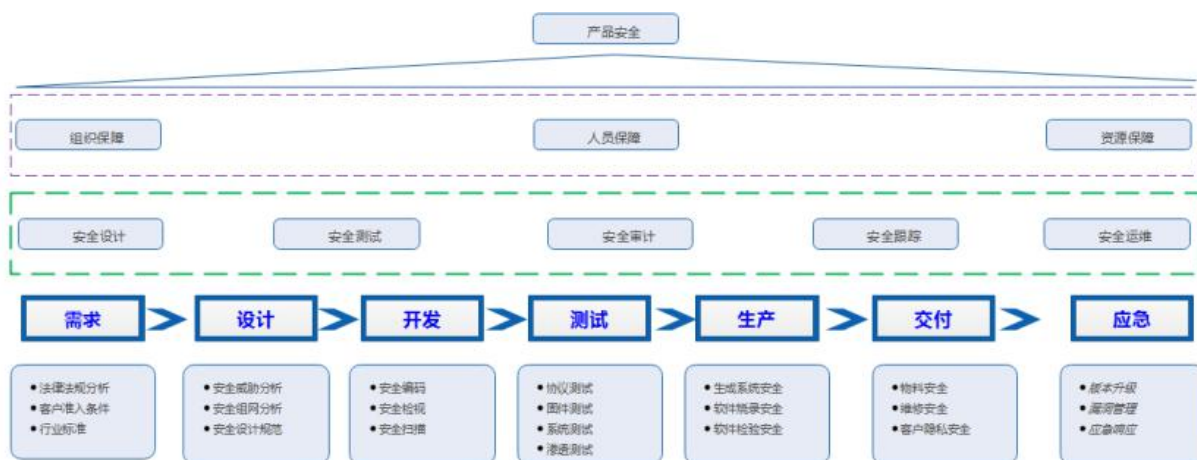 产品安全
组织保障
人员保障
资源保障
安全设计
安全测试
安全审计
安全跟踪
安全运维
需求
设计
开发
测试
生产
交付
应急
法律法规分析
客户准入条件
行业标准
安全威胁分析
安全组网分析
安全设计规范
安全编码
安全检视
安全扫描
协议测试
固件测试
系统测试
渗透测试
生成系统安全
软件烧录安全
软件检验安全
物料安全
维修安全
客户隐私安全
版本升级
漏洞管理
应急响应